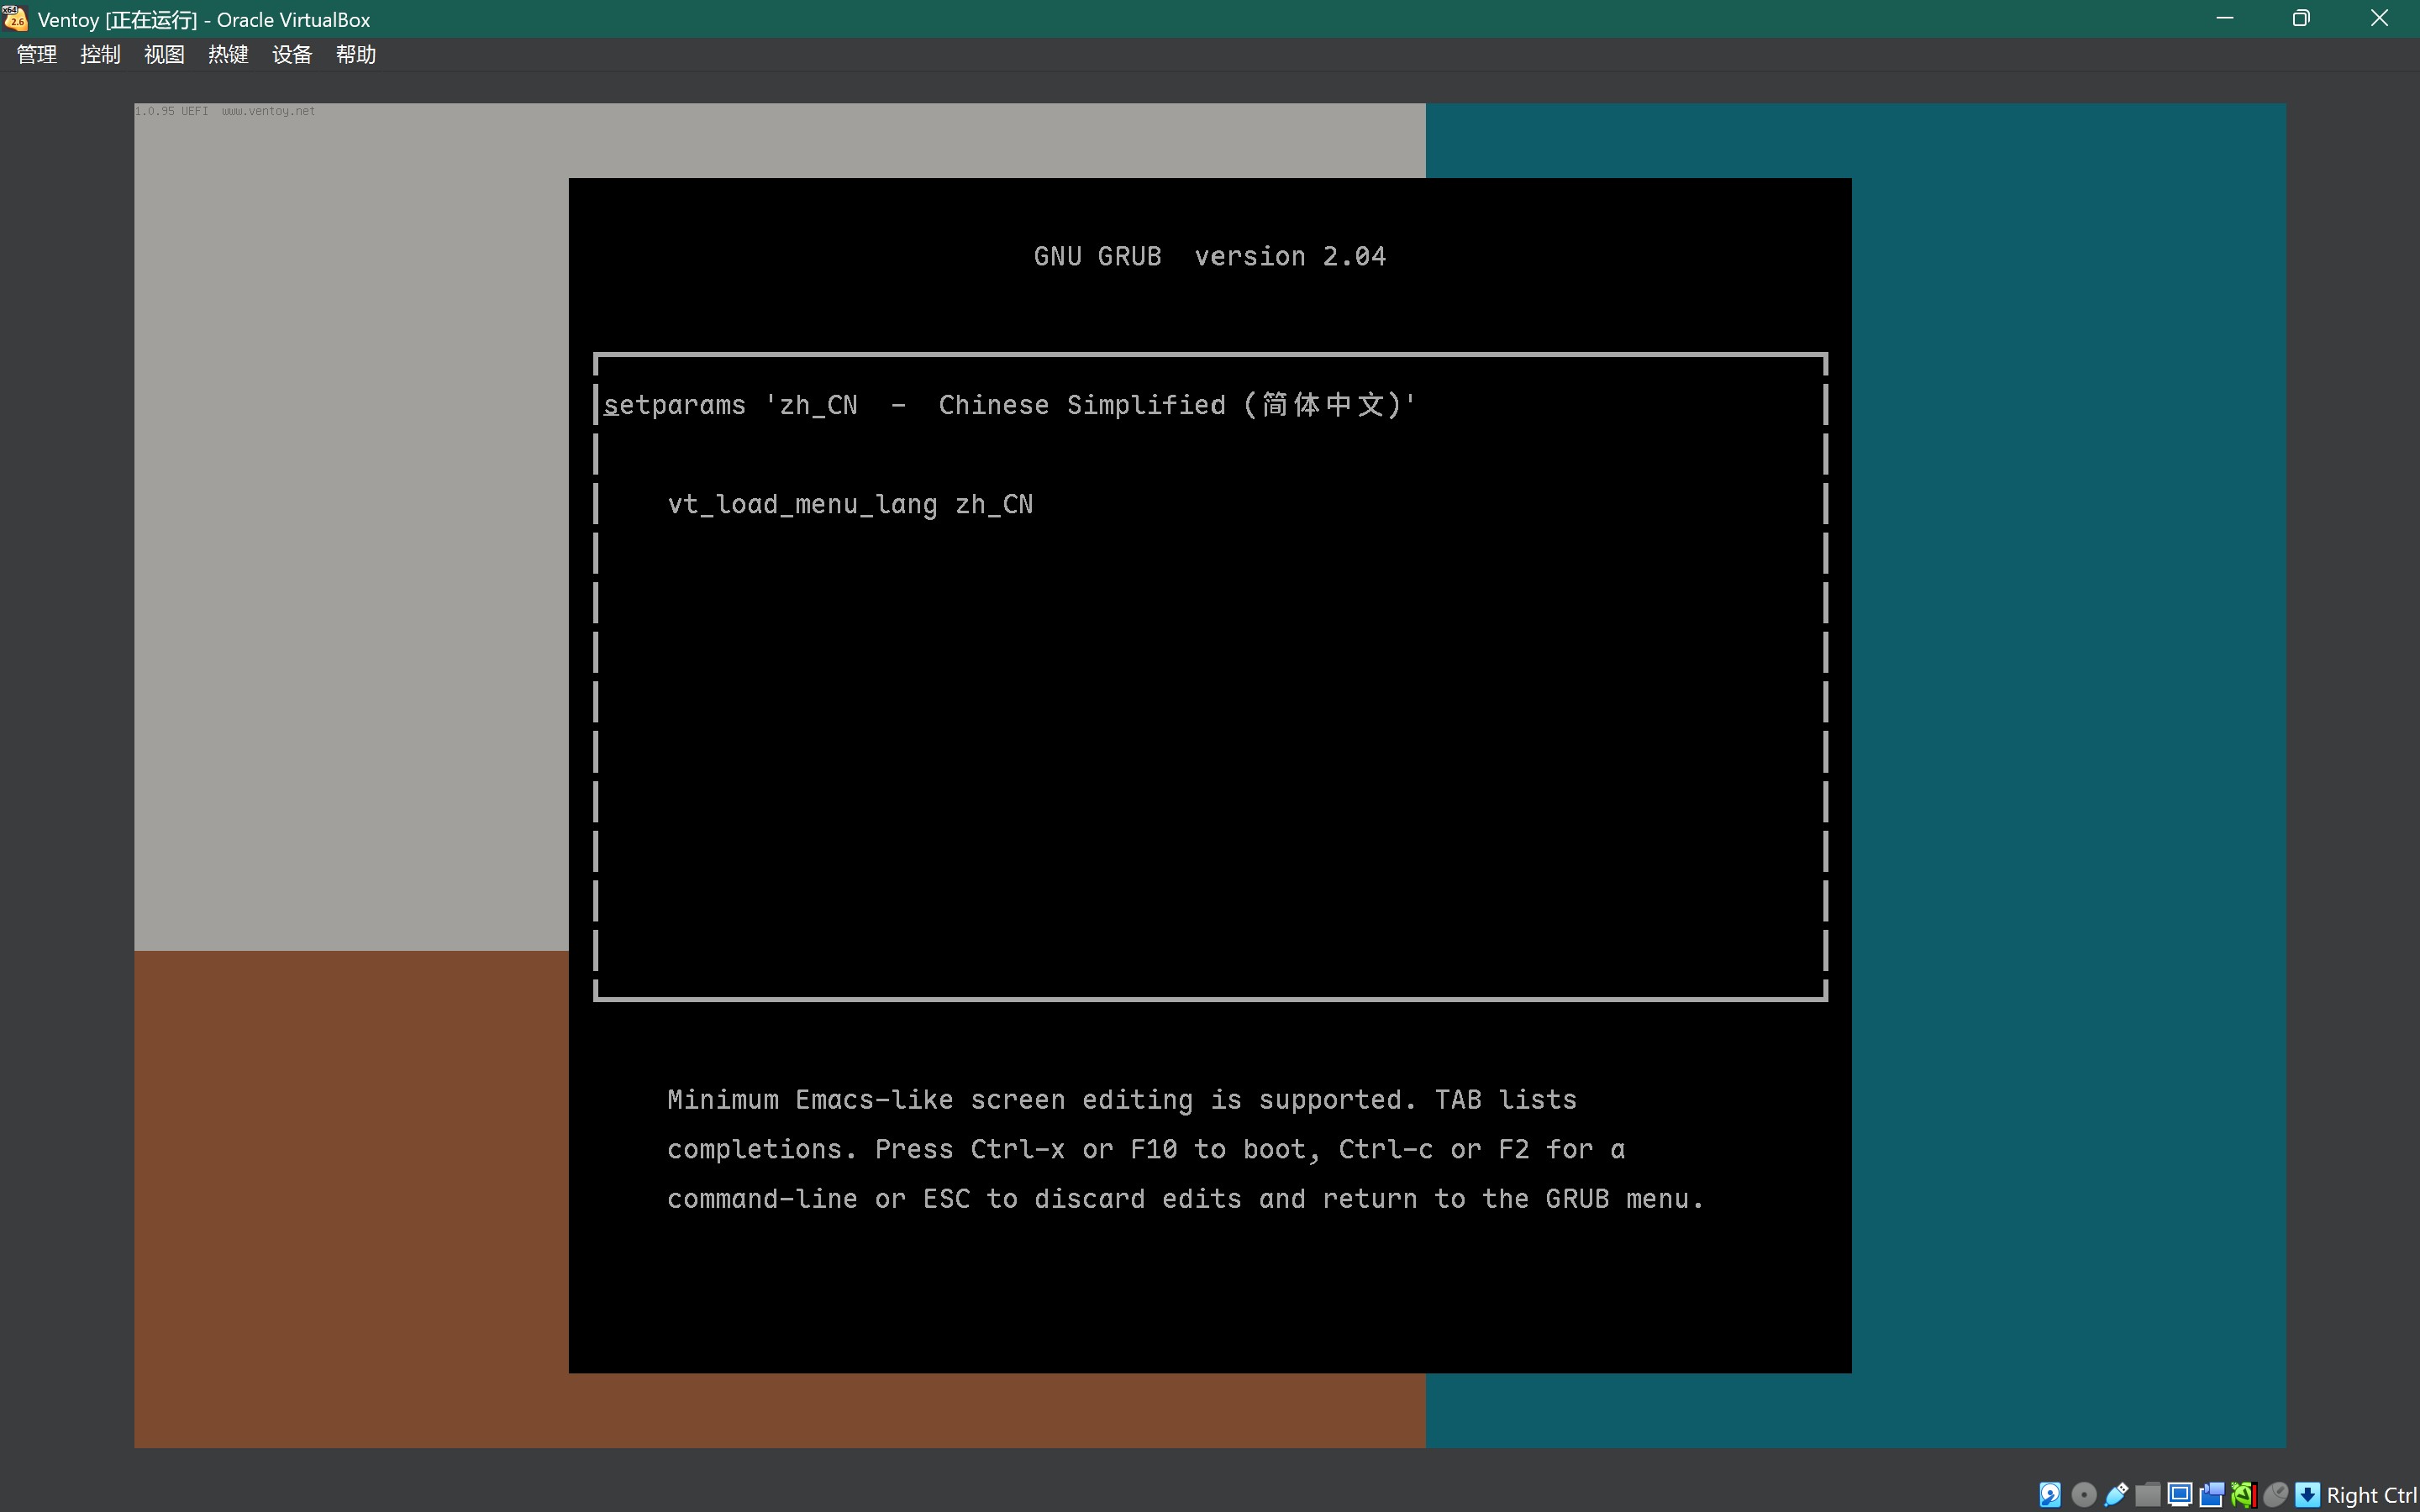 Ventoy [正在运行] - Oracle VirtualBox
管理 控制 视图 热键 设备 帮助
1.0.95 UEFI www.ventoy.net
GNU GRUB version 2.04
setparams 'zh_CN - Chinese Simplified (简体中文)'
vt_load_menu_lang zh_CN
Minimum Emacs-like screen editing is supported. TAB lists
completions. Press Ctrl-x or F10 to boot, Ctrl-c or F2 for a
command-line or ESC to discard edits and return to the GRUB menu.
Right Ctrl